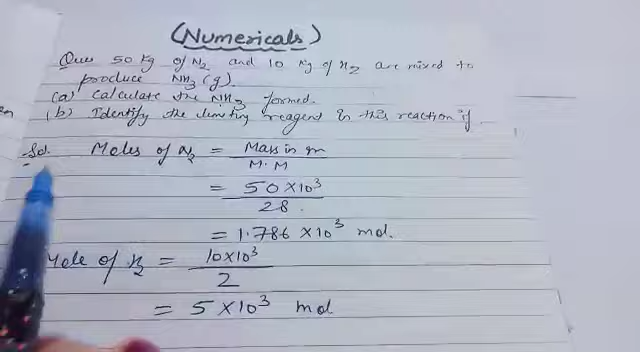 (Numericals)
Ques 50 Kg of N2 and 10 Kg of H2 are mixed to
produce NH3(g).
(a) Calculate the NH3 formed.
(b) Identify the limiting reagent in this reaction if
Sol. Moles of N2 = Mass in gm
M.M
= 50 × 10³
28.
= 1.786 × 10³ mol.
Mole of H2 = 10×10³
2
= 5 × 10³ mol